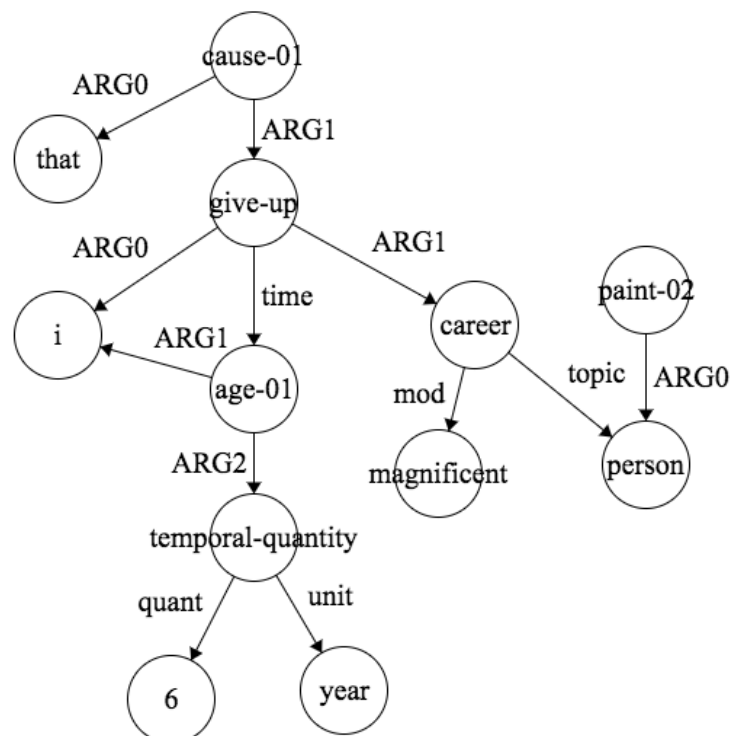 cause-01
ARG0
ARG1
that
give-up
ARG0
ARG1
time
paint-02
i
ARG1
career
topic
ARG0
age-01
mod
ARG2
magnificent
person
temporal-quantity
quant
unit
6
year